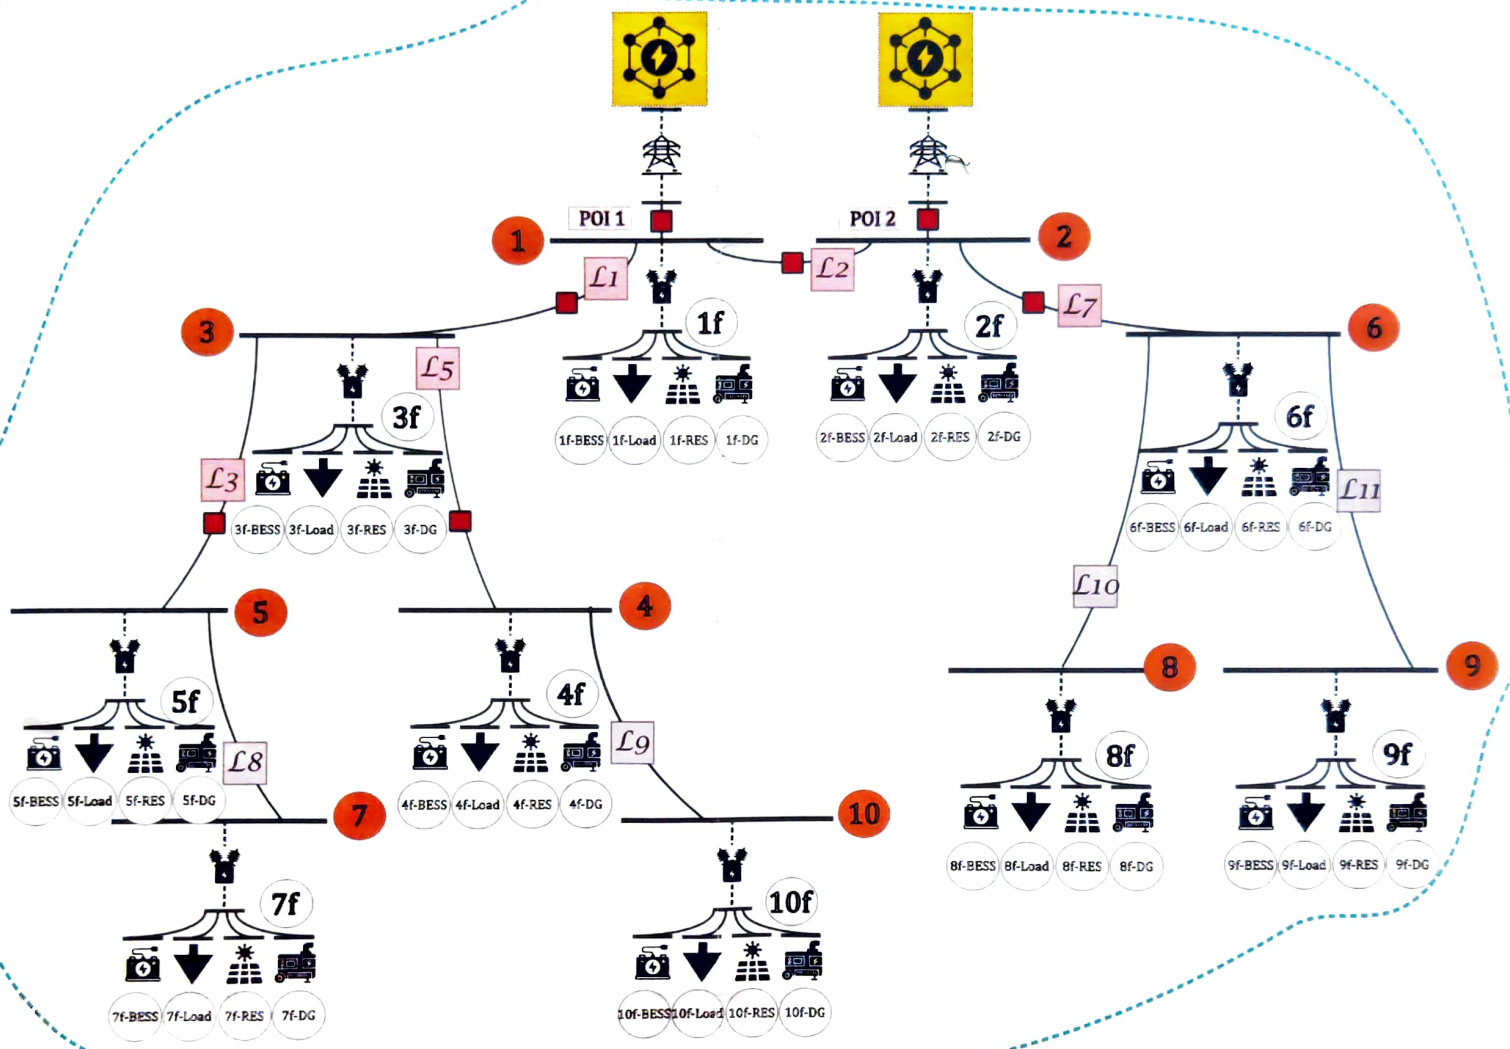 POI 1
POI 2
1
2
L1
L2
L7
3
1f
2f
6
L5
3f
6f
1f-BESS 1f-Load 1f-RES 1f-DG
2f-BESS 2f-Load 2f-RES 2f-DG
L3
L11
3f-BESS 3f-Load 3f-RES 3f-DG
6f-BESS 6f-Load 6f-RES 6f-DG
L10
5
4
8
9
5f
4f
L9
L8
8f
9f
5f-BESS 5f-Load 5f-RES 5f-DG
4f-BESS 4f-Load 4f-RES 4f-DG
7
10
8f-BESS 8f-Load 8f-RES 8f-DG
9f-BESS 9f-Load 9f-RES 9f-DG
7f
10f
7f-BESS 7f-Load 7f-RES 7f-DG
10f-BESS 10f-Load 10f-RES 10f-DG